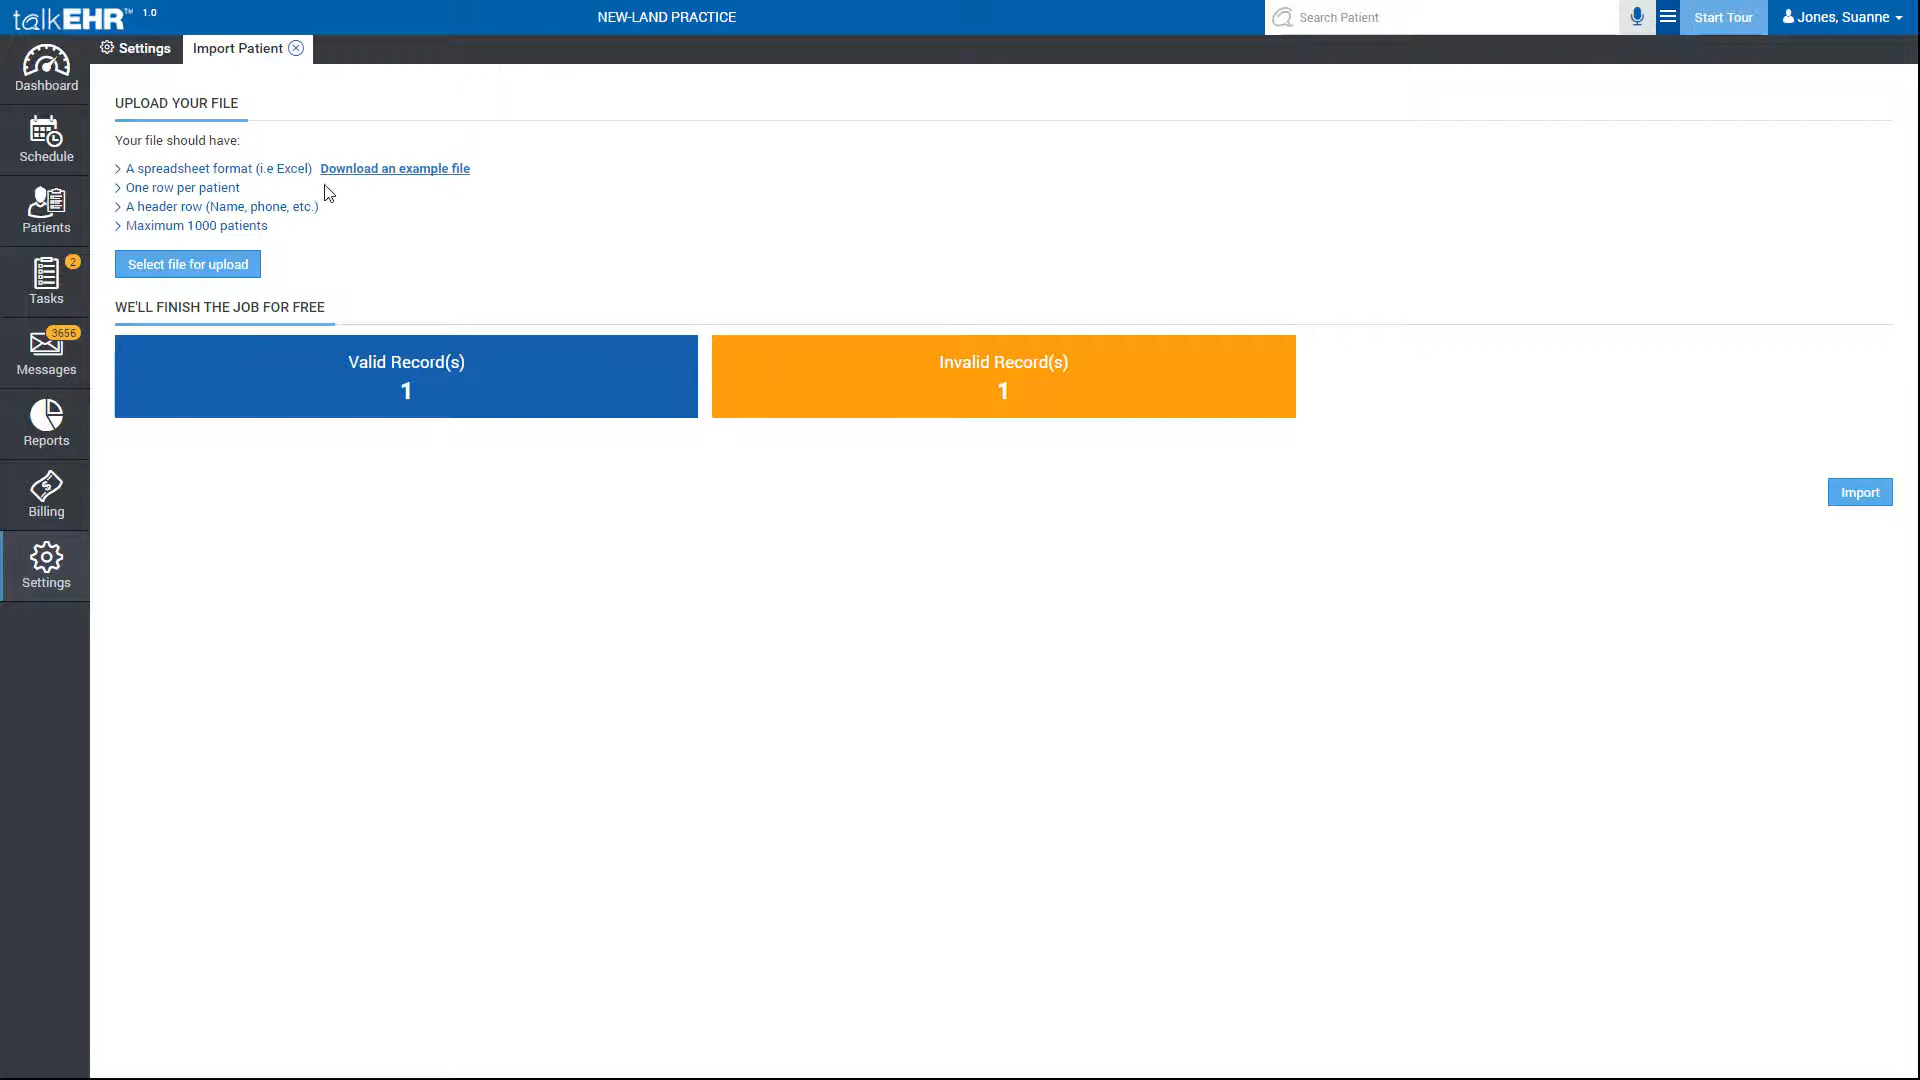 talkEHR™ 1.0
NEW-LAND PRACTICE
Search Patient
Start Tour
Jones, Suanne
Settings
Import Patient
Dashboard
Schedule
Patients
2
Tasks
3656
Messages
Reports
Billing
Settings
UPLOAD YOUR FILE
Your file should have:
A spreadsheet format (i.e Excel) Download an example file
One row per patient
A header row (Name, phone, etc.)
Maximum 1000 patients
Select file for upload
WE'LL FINISH THE JOB FOR FREE
Valid Record(s)
1
Invalid Record(s)
1
Import